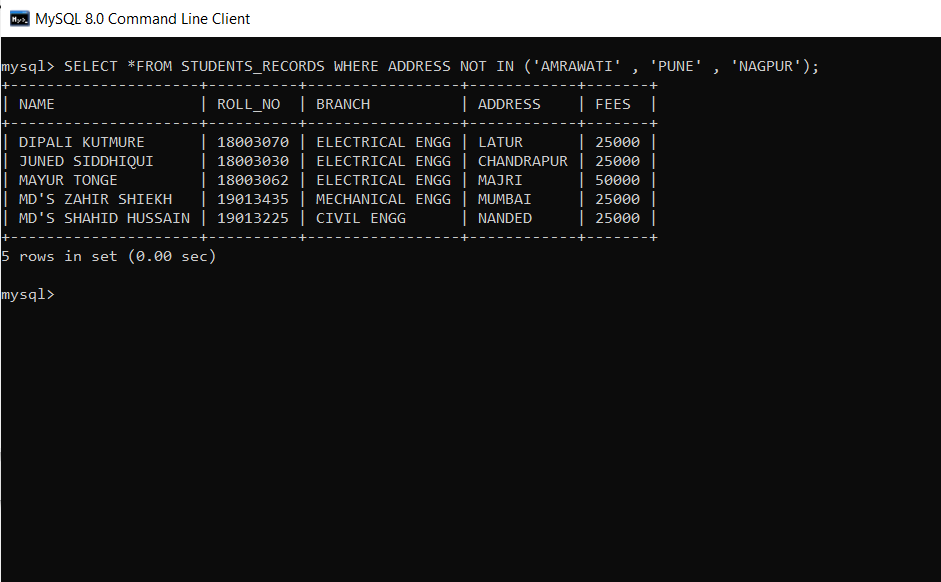 MySQL 8.0 Command Line Client
mysql> SELECT *FROM STUDENTS_RECORDS WHERE ADDRESS NOT IN ('AMRAWATI' , 'PUNE' , 'NAGPUR');
+---------------------+----------+-----------------+------------+-------+
| NAME                | ROLL_NO  | BRANCH          | ADDRESS    | FEES  |
+---------------------+----------+-----------------+------------+-------+
| DIPALI KUTMURE      | 18003070 | ELECTRICAL ENGG | LATUR      | 25000 |
| JUNED SIDDHIQUI     | 18003030 | ELECTRICAL ENGG | CHANDRAPUR | 25000 |
| MAYUR TONGE         | 18003062 | ELECTRICAL ENGG | MAJRI      | 50000 |
| MD'S ZAHIR SHIEKH   | 19013435 | MECHANICAL ENGG | MUMBAI     | 25000 |
| MD'S SHAHID HUSSAIN | 19013225 | CIVIL ENGG      | NANDED     | 25000 |
+---------------------+----------+-----------------+------------+-------+
5 rows in set (0.00 sec)
mysql>